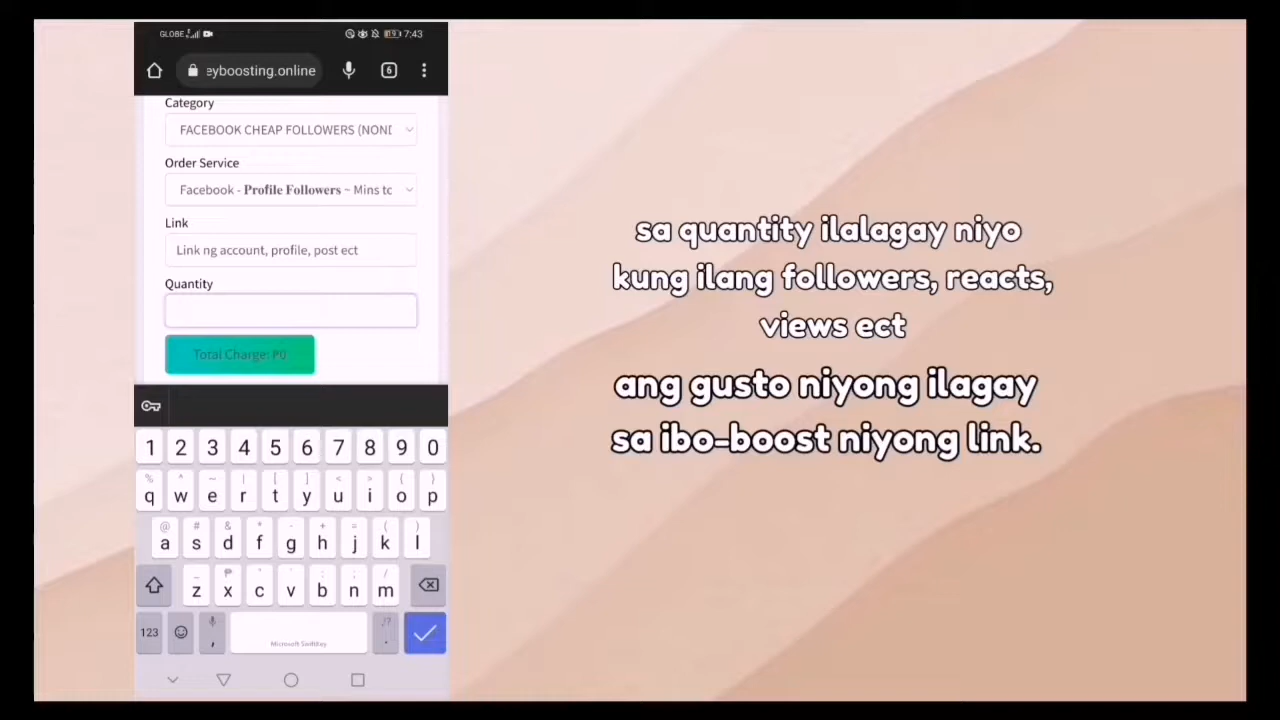 GLOBE 7:43
eyboosting.online 6
Category
FACEBOOK CHEAP FOLLOWERS (NOND
Order Service
Facebook - Profile Followers ~ Mins to
Link
Link ng account, profile, post ect
Quantity
Total Charge: ₱0
1 2 3 4 5 6 7 8 9 0
q w e r t y u i o p
a s d f g h j k l
z x c v b n m
123 , Microsoft SwiftKey .
sa quantity ilalagay niyo
kung ilang followers, reacts,
views ect
ang gusto niyong ilagay
sa ibo-boost niyong link.